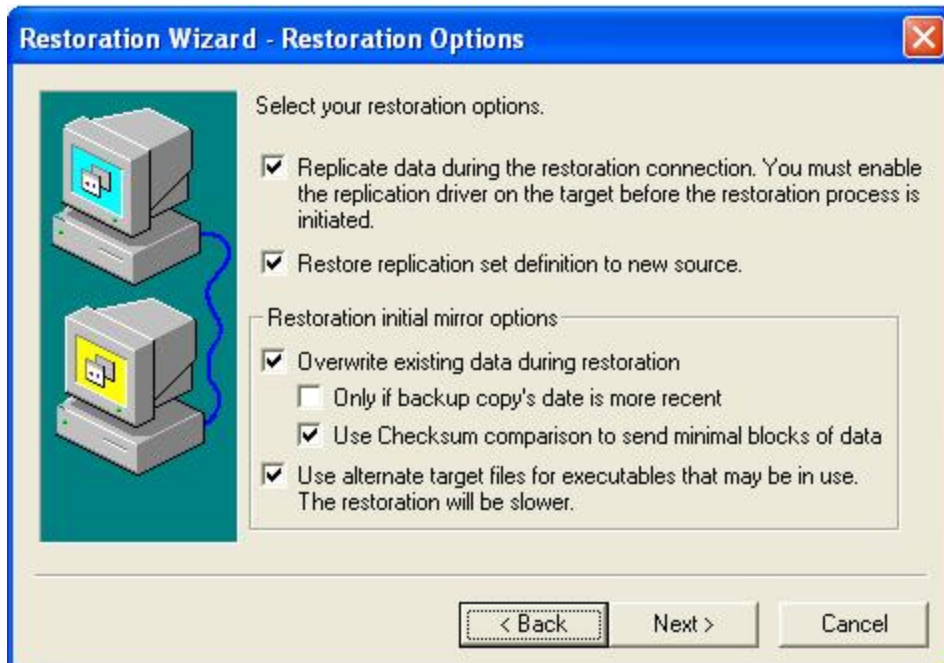 Restoration Wizard - Restoration Options
Select your restoration options.
Replicate data during the restoration connection. You must enable
the replication driver on the target before the restoration process is
initiated.
Restore replication set definition to new source.
Restoration initial mirror options
Overwrite existing data during restoration
Only if backup copy's date is more recent
Use Checksum comparison to send minimal blocks of data
Use alternate target files for executables that may be in use.
The restoration will be slower.
< Back
Next >
Cancel